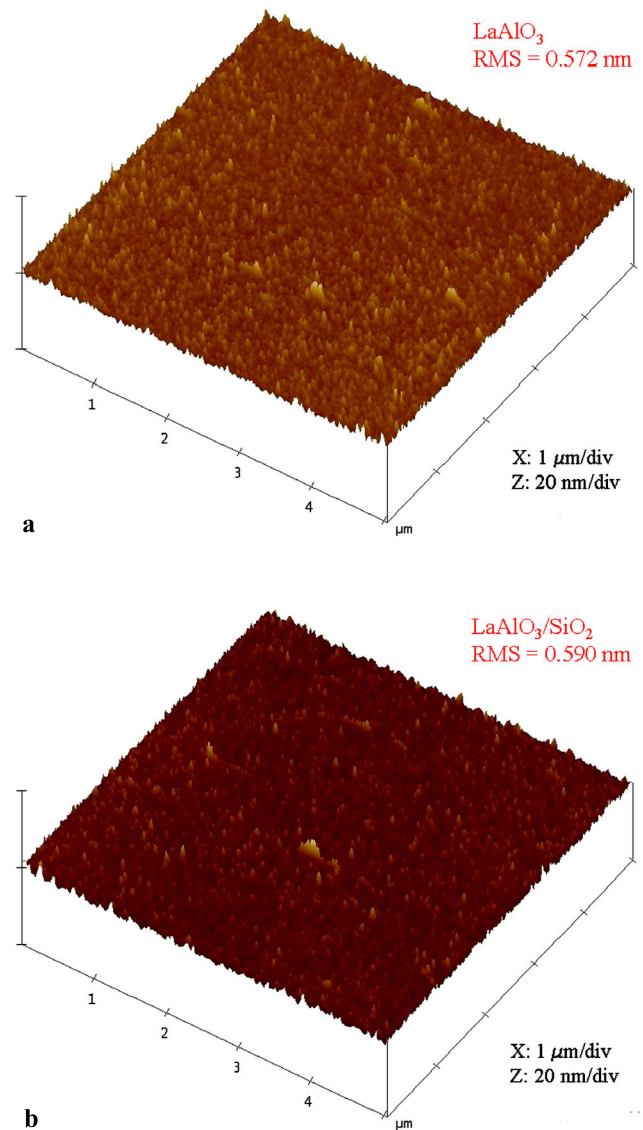 LaAlO₃
RMS = 0.572 nm
1
2
3
4
µm
X: 1 µm/div
Z: 20 nm/div
a
LaAlO₃/SiO₂
RMS = 0.590 nm
1
2
3
4
µm
X: 1 µm/div
Z: 20 nm/div
b